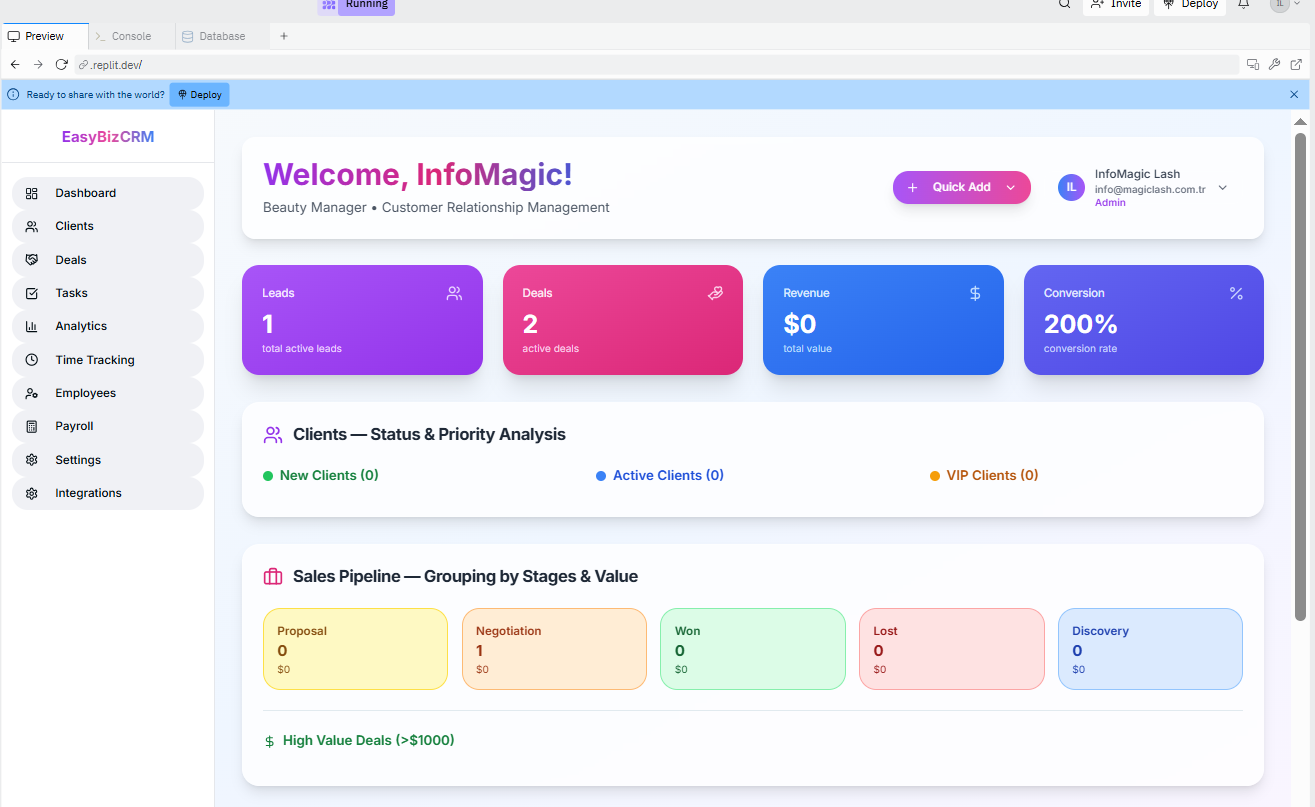 Running
Invite
Deploy
IL
Preview
Console
Database
.replit.dev/
Ready to share with the world?
Deploy
EasyBizCRM
Dashboard
Clients
Deals
Tasks
Analytics
Time Tracking
Employees
Payroll
Settings
Integrations
Welcome, InfoMagic!
Beauty Manager • Customer Relationship Management
Quick Add
IL
InfoMagic Lash
info@magiclash.com.tr
Admin
Leads
1
total active leads
Deals
2
active deals
Revenue
$
$0
total value
Conversion
%
200%
conversion rate
Clients — Status & Priority Analysis
New Clients (0)
Active Clients (0)
VIP Clients (0)
Sales Pipeline — Grouping by Stages & Value
Proposal
0
$0
Negotiation
1
$0
Won
0
$0
Lost
0
$0
Discovery
0
$0
$ High Value Deals (>$1000)